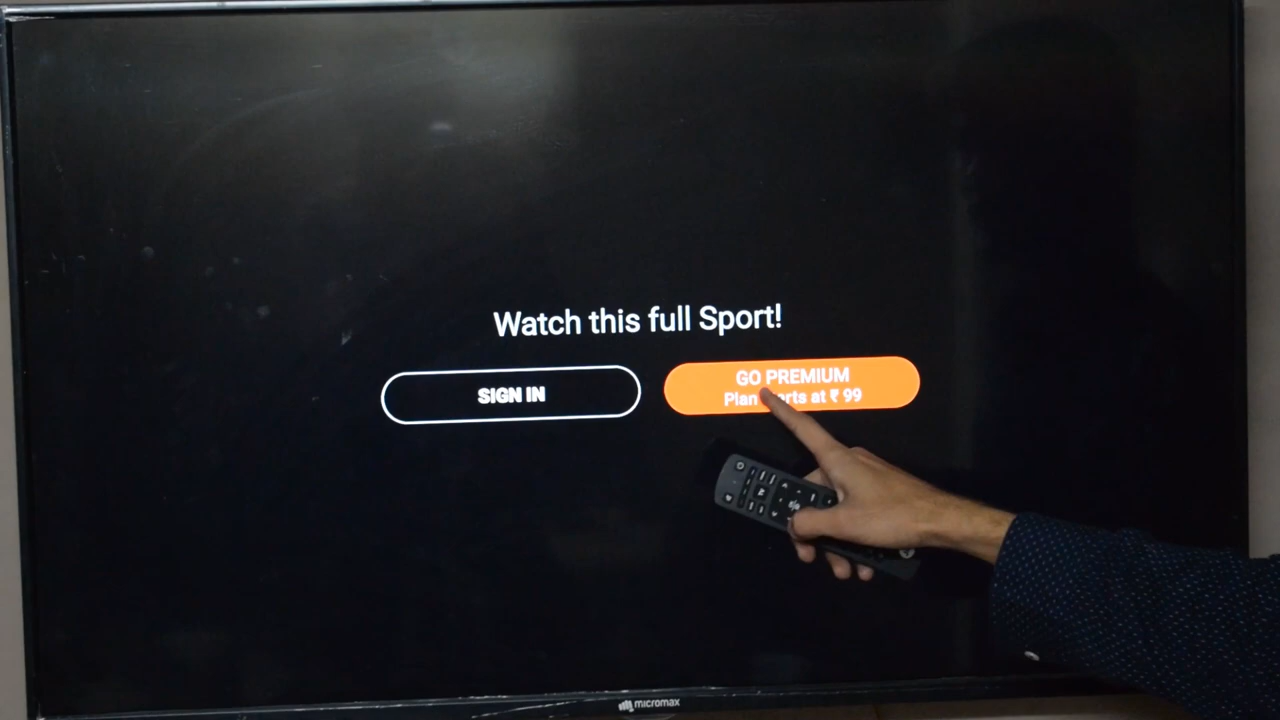 Watch this full Sport!
SIGN IN
GO PREMIUM
Plan at ₹ 99
micromax